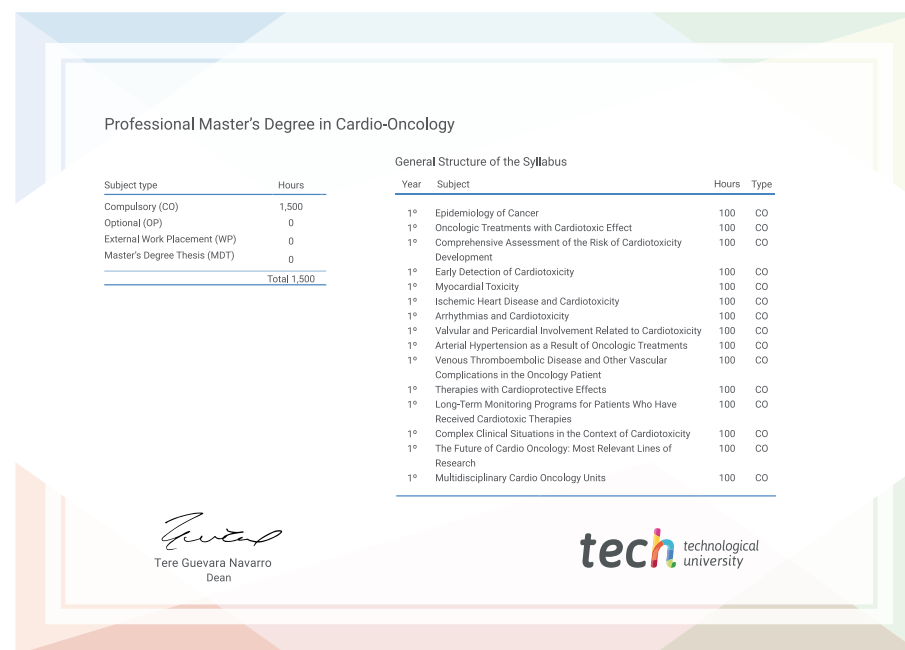 Professional Master's Degree in Cardio-Oncology
Subject type Hours
Compulsory (CO) 1,500
Optional (OP) 0
External Work Placement (WP) 0
Master's Degree Thesis (MDT) 0
Total 1,500
General Structure of the Syllabus
Year Subject Hours Type
1º Epidemiology of Cancer 100 CO
1º Oncologic Treatments with Cardiotoxic Effect 100 CO
1º Comprehensive Assessment of the Risk of Cardiotoxicity 100 CO
Development
1º Early Detection of Cardiotoxicity 100 CO
1º Myocardial Toxicity 100 CO
1º Ischemic Heart Disease and Cardiotoxicity 100 CO
1º Arrhythmias and Cardiotoxicity 100 CO
1º Valvular and Pericardial Involvement Related to Cardiotoxicity 100 CO
1º Arterial Hypertension as a Result of Oncologic Treatments 100 CO
1º Venous Thromboembolic Disease and Other Vascular 100 CO
Complications in the Oncology Patient
1º Therapies with Cardioprotective Effects 100 CO
1º Long-Term Monitoring Programs for Patients Who Have 100 CO
Received Cardiotoxic Therapies
1º Complex Clinical Situations in the Context of Cardiotoxicity 100 CO
1º The Future of Cardio Oncology: Most Relevant Lines of 100 CO
Research
1º Multidisciplinary Cardio Oncology Units 100 CO
Tere Guevara Navarro
Dean
tech technological
university